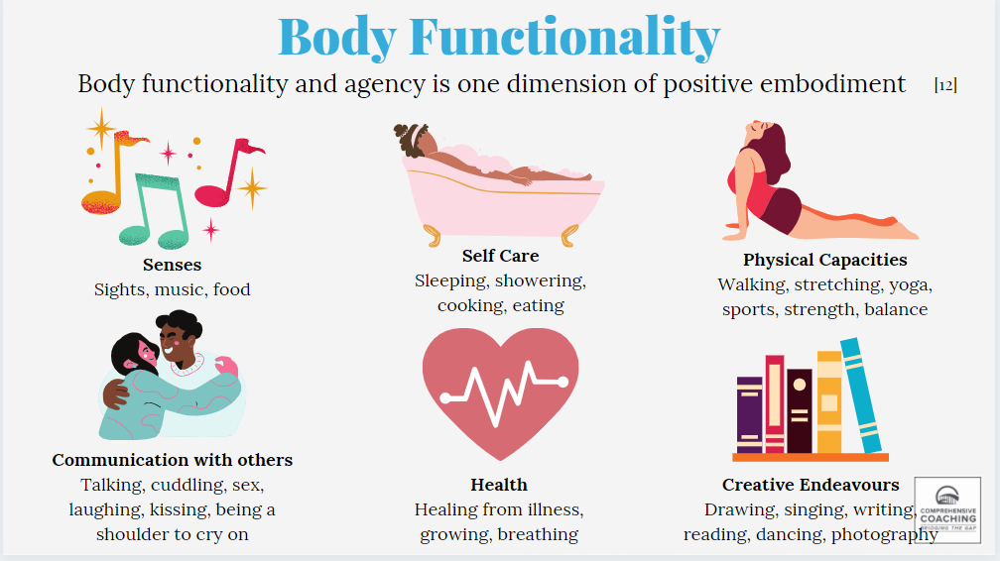 Body Functionality
Body functionality and agency is one dimension of positive embodiment [12]
Senses
Sights, music, food
Self Care
Sleeping, showering,
cooking, eating
Physical Capacities
Walking, stretching, yoga,
sports, strength, balance
Communication with others
Talking, cuddling, sex,
laughing, kissing, being a
shoulder to cry on
Health
Healing from illness,
growing, breathing
Creative Endeavours
Drawing, singing, writing,
reading, dancing, photography
COMPREHENSIVE
COACHING
BRIDGING THE GAP